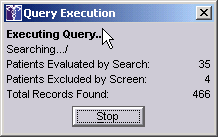 Query Execution
Executing Query..
Searching.../
Patients Evaluated by Search: 35
Patients Excluded by Screen: 4
Total Records Found: 466
Stop